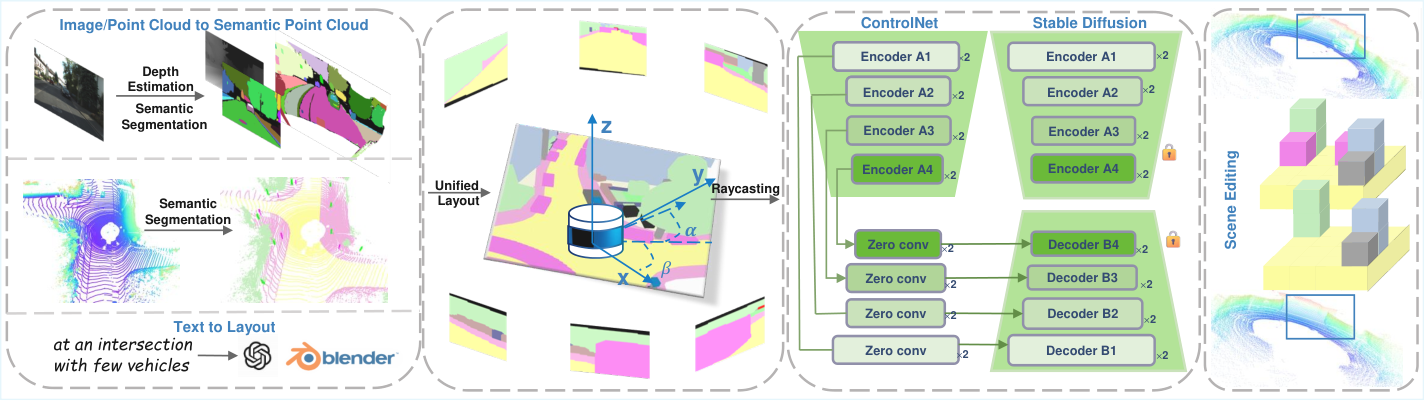 Image/Point Cloud to Semantic Point Cloud
Depth
Estimation
Semantic
Segmentation
Semantic
Segmentation
Text to Layout
at an intersection
with few vehicles
blender
Unified
Layout
z
y
x
α
β
Raycasting
ControlNet
Encoder A1 ×2
Encoder A2 ×2
Encoder A3 ×2
Encoder A4 ×2
Zero conv ×2
Zero conv ×2
Zero conv ×2
Zero conv ×2
Stable Diffusion
Encoder A1 ×2
Encoder A2 ×2
Encoder A3 ×2
Encoder A4 ×2
Decoder B4 ×2
Decoder B3 ×2
Decoder B2 ×2
Decoder B1 ×2
Scene Editing